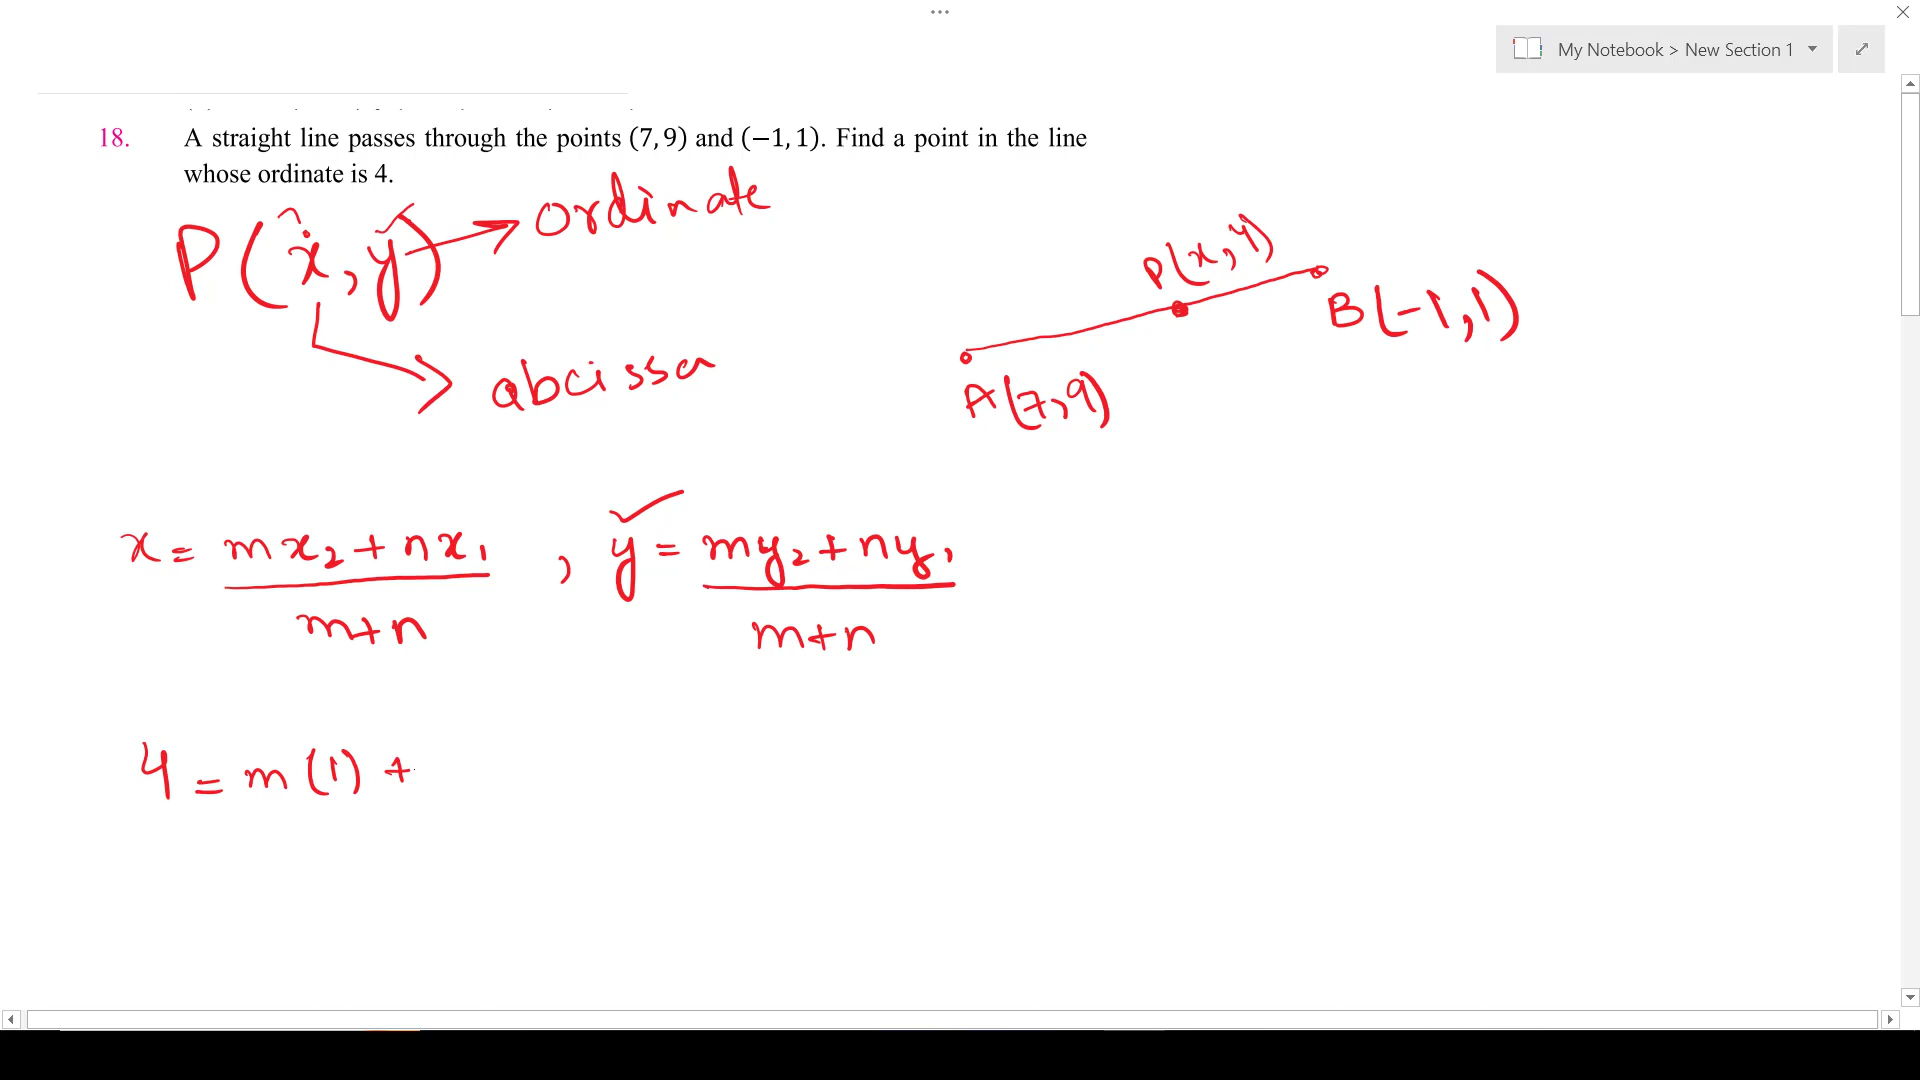 ...
My Notebook > New Section 1
18. A straight line passes through the points (7, 9) and (−1, 1). Find a point in the line
whose ordinate is 4.
P(x, y) → ordinate
abcissa
P(x, 4)
B(-1, 1)
A(7, 9)
x = mx₂ + nx₁ / m+n , y = my₂ + ny₁ / m+n
4 = m(1) +